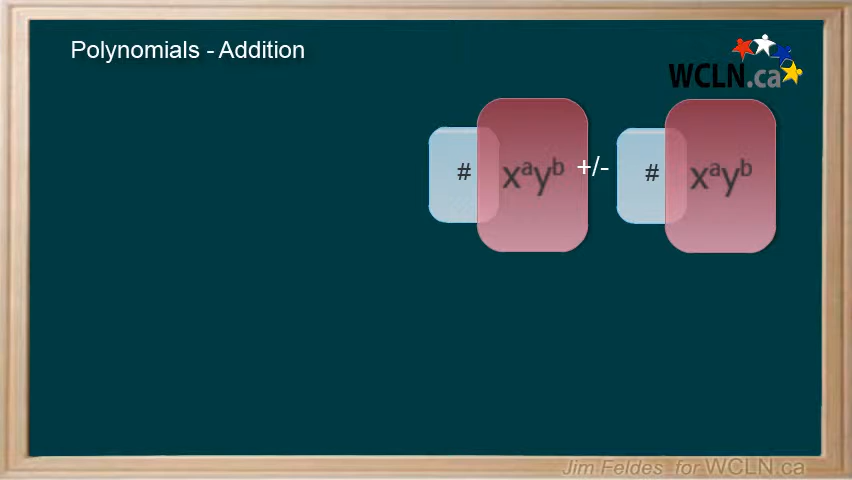 Polynomials - Addition
WCLN.ca
# xᵃyᵇ +/- # xᵃyᵇ
Jim Feldes for WCLN.ca